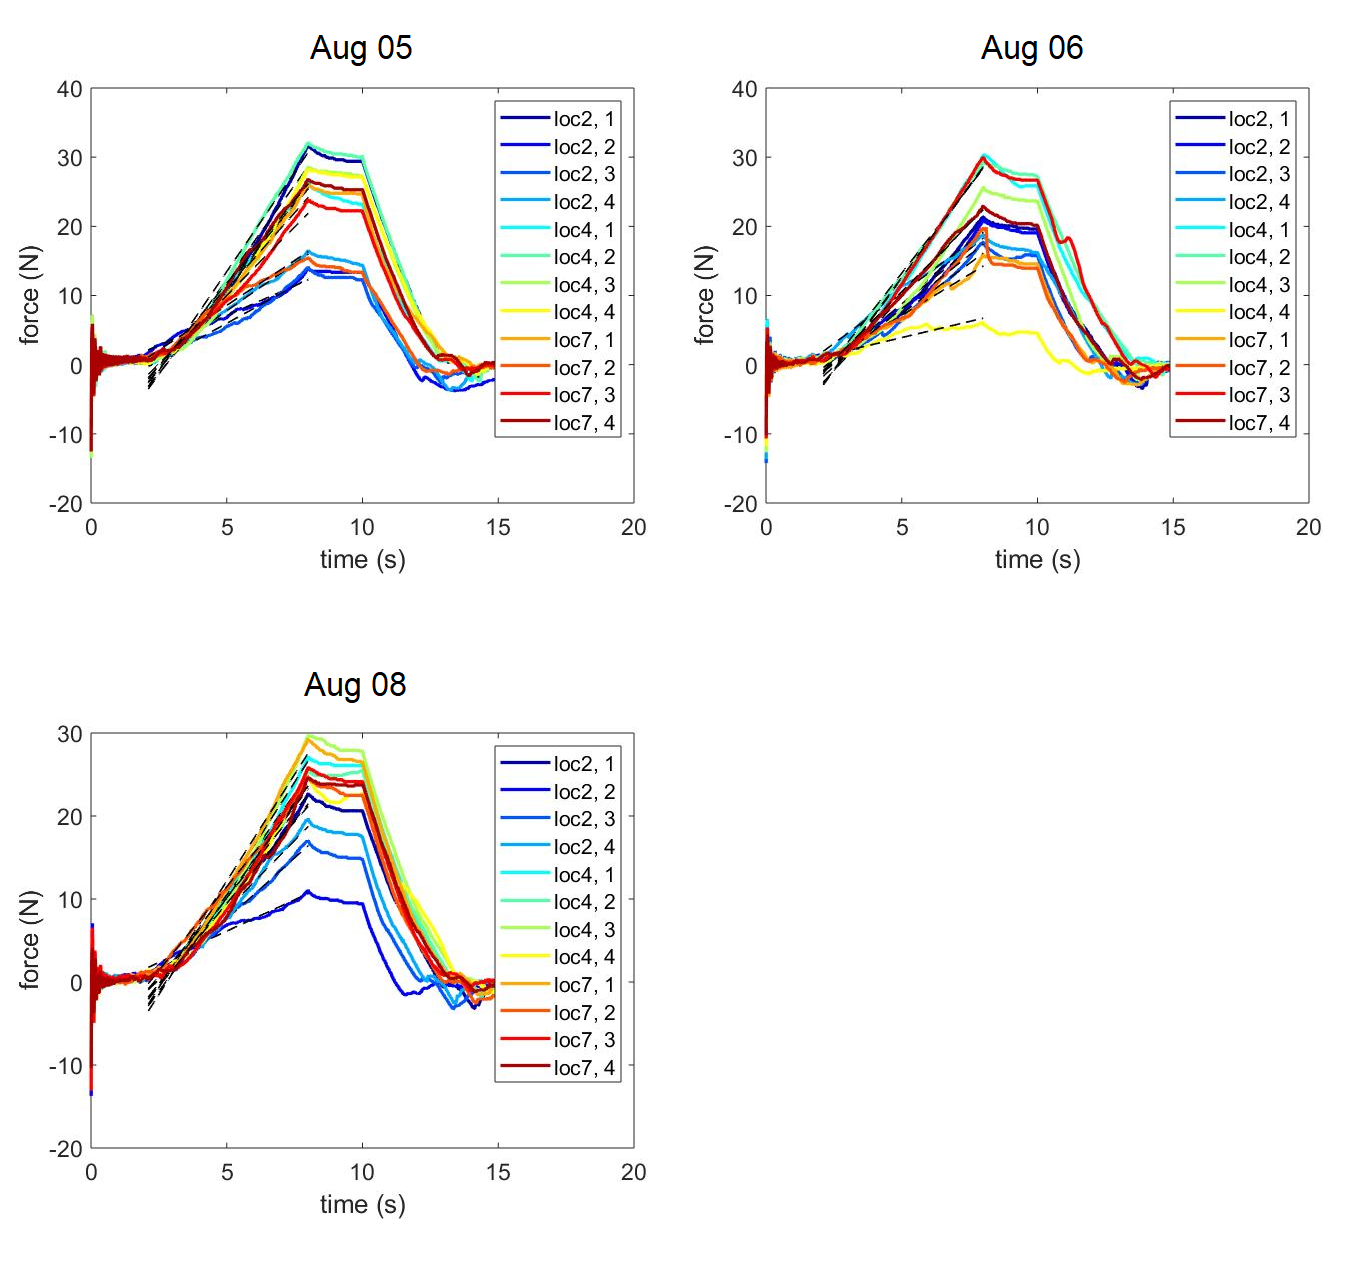 Aug 05
40
30
20
10
0
-10
-20
force (N)
0 5 10 15 20
time (s)
loc2, 1
loc2, 2
loc2, 3
loc2, 4
loc4, 1
loc4, 2
loc4, 3
loc4, 4
loc7, 1
loc7, 2
loc7, 3
loc7, 4
Aug 06
40
30
20
10
0
-10
-20
force (N)
0 5 10 15 20
time (s)
loc2, 1
loc2, 2
loc2, 3
loc2, 4
loc4, 1
loc4, 2
loc4, 3
loc4, 4
loc7, 1
loc7, 2
loc7, 3
loc7, 4
Aug 08
30
20
10
0
-10
-20
force (N)
0 5 10 15 20
time (s)
loc2, 1
loc2, 2
loc2, 3
loc2, 4
loc4, 1
loc4, 2
loc4, 3
loc4, 4
loc7, 1
loc7, 2
loc7, 3
loc7, 4